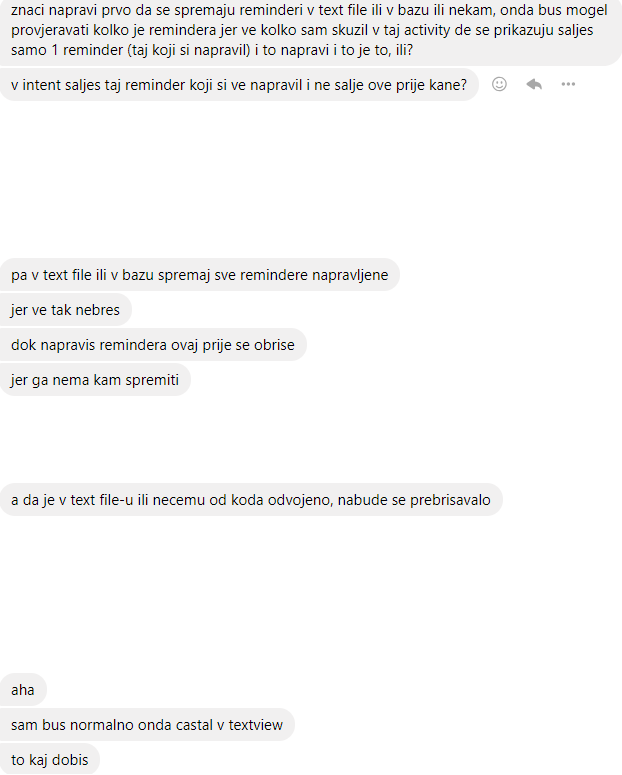 znaci napravi prvo da se spremaju reminderi v text file ili v bazu ili nekam, onda bus mogel
provjeravati kolko je remindera jer ve kolko sam skuzil v taj activity de se prikazuju saljes
samo 1 reminder (taj koji si napravil) i to napravi i to je to, ili?
v intent saljes taj reminder koji si ve napravil i ne salje ove prije kane?
pa v text file ili v bazu spremaj sve remindere napravljene
jer ve tak nebres
dok napravis remindera ovaj prije se obrise
jer ga nema kam spremiti
a da je v text file-u ili necemu od koda odvojeno, nabude se prebrisavalo
aha
sam bus normalno onda castal v textview
to kaj dobis